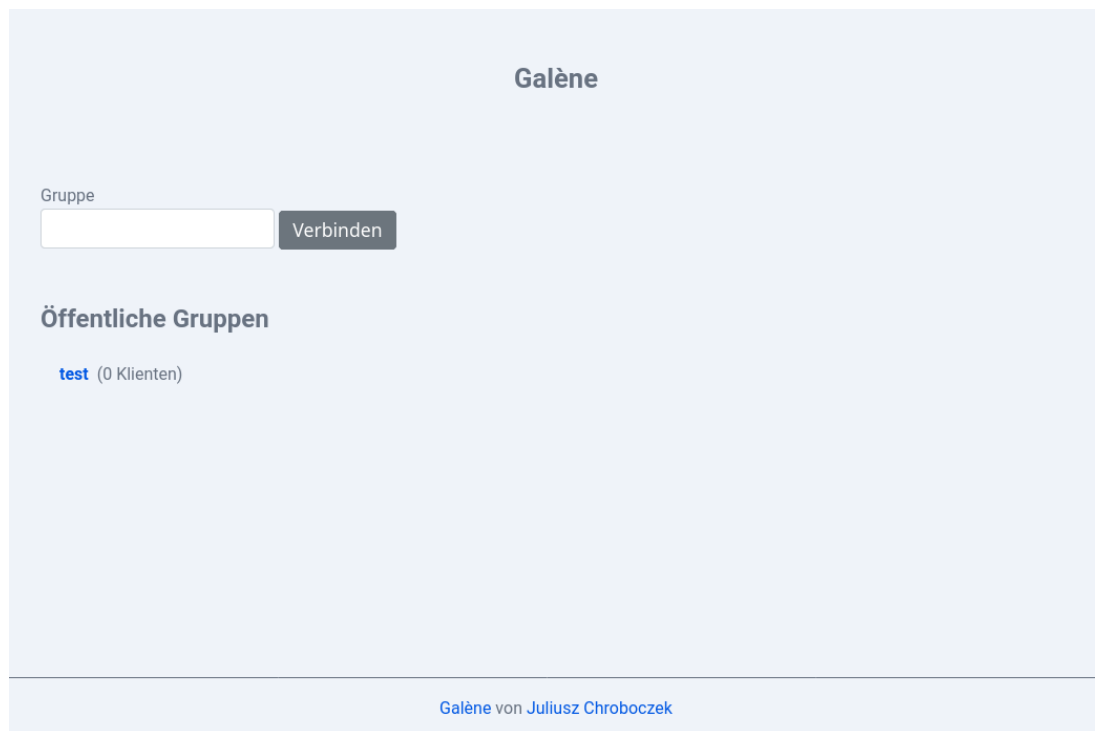 Galène
Gruppe
Verbinden
Öffentliche Gruppen
test (0 Klienten)
Galène von Juliusz Chroboczek